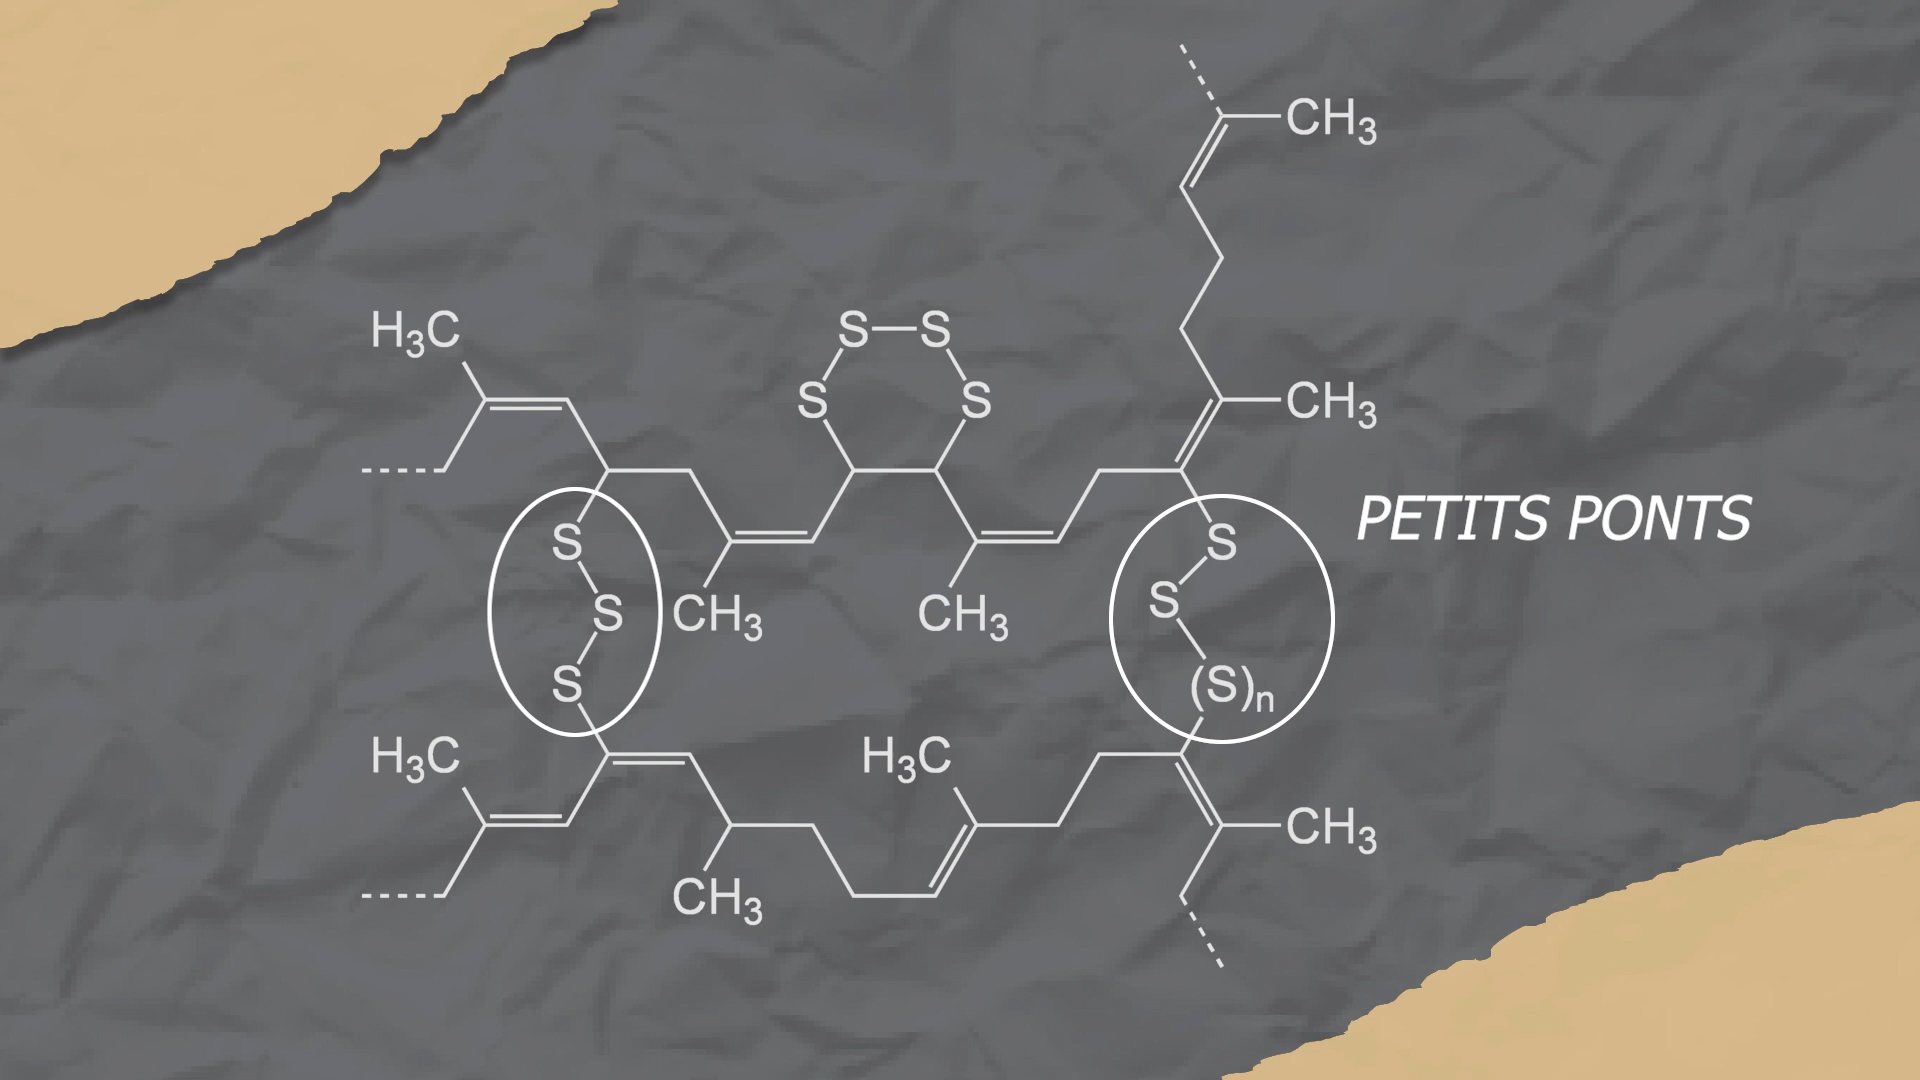 CH₃
H₃C
S S
S S
CH₃
PETITS PONTS
S S
S
S CH₃ CH₃
S (S)ₙ
H₃C H₃C
CH₃
CH₃